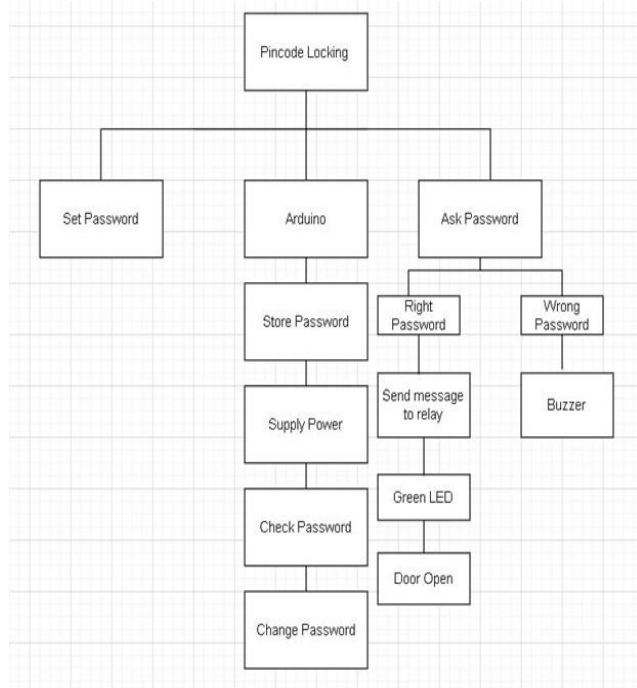 Pincode Locking
Set Password
Arduino
Ask Password
Store Password
Right
Password
Wrong
Password
Supply Power
Send message
to relay
Buzzer
Check Password
Green LED
Door Open
Change Password